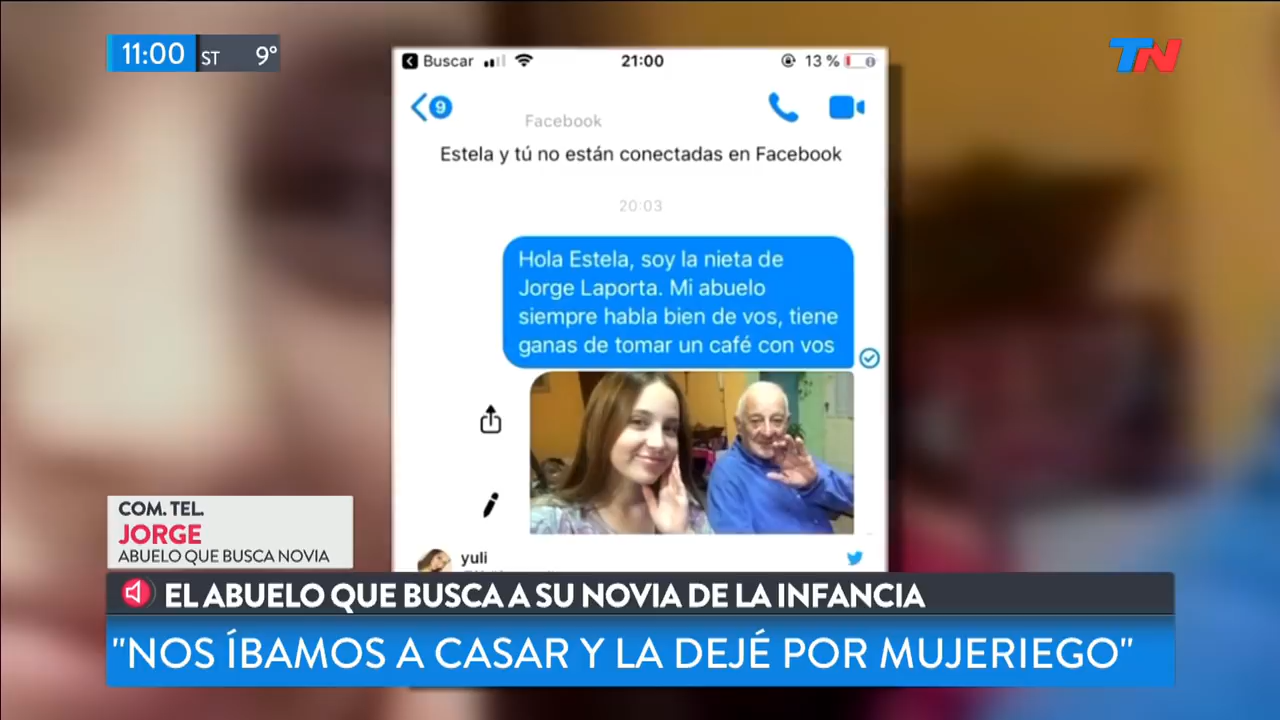 11:00 ST 9°
TN
Buscar 21:00 13 %
9
Facebook
Estela y tú no están conectadas en Facebook
20:03
Hola Estela, soy la nieta de
Jorge Laporta. Mi abuelo
siempre habla bien de vos, tiene
ganas de tomar un café con vos
yuli
COM. TEL.
JORGE
ABUELO QUE BUSCA NOVIA
EL ABUELO QUE BUSCA A SU NOVIA DE LA INFANCIA
"NOS ÍBAMOS A CASAR Y LA DEJÉ POR MUJERIEGO"